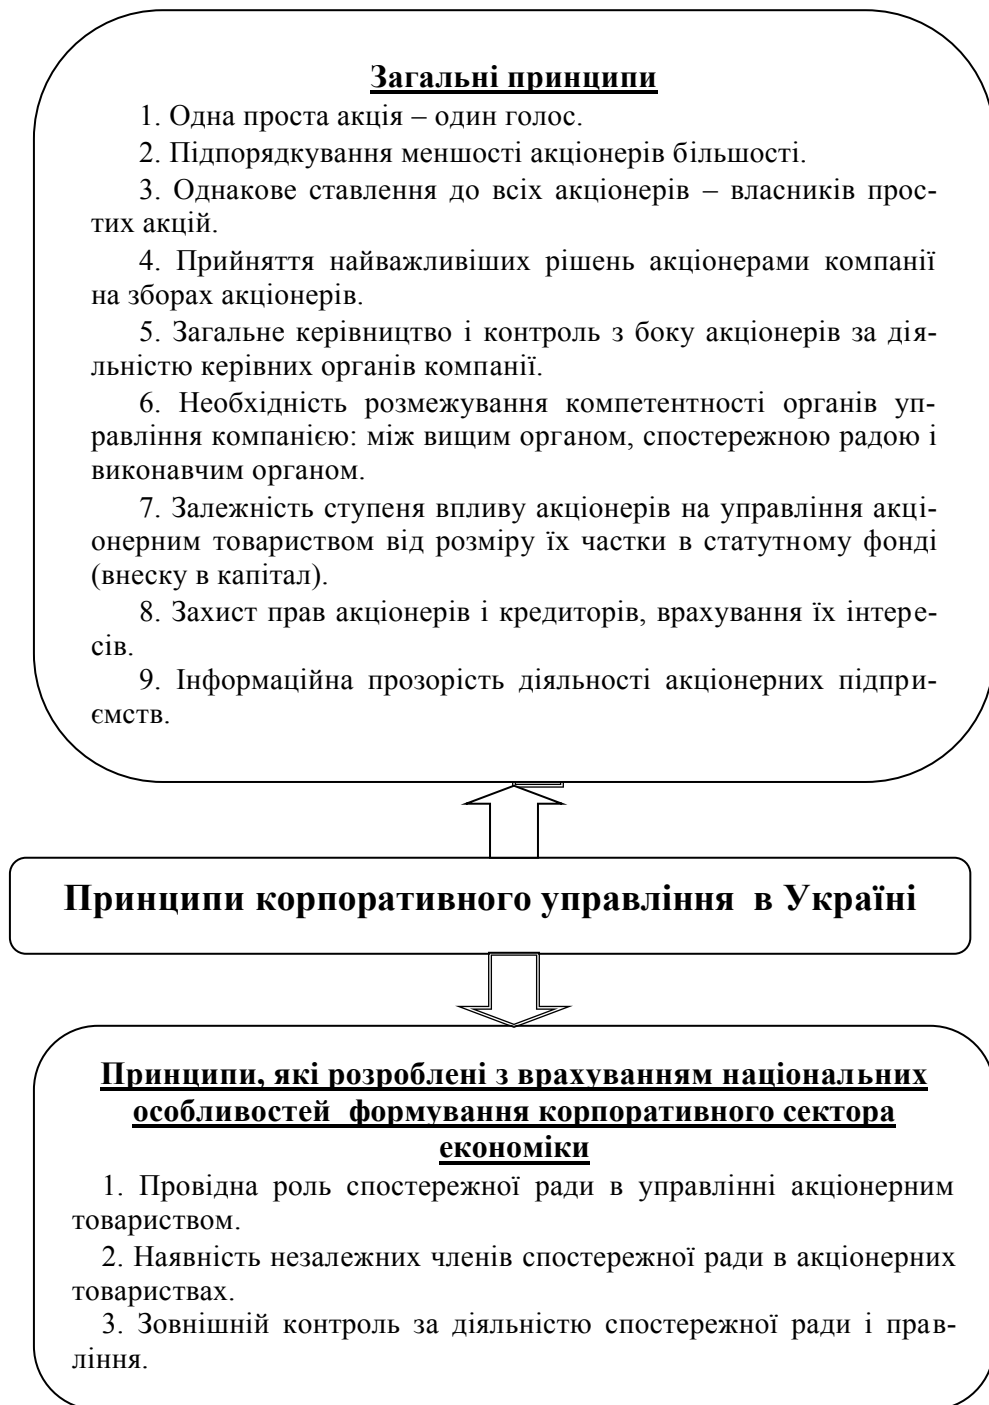 Загальні принципи
1. Одна проста акція – один голос.
2. Підпорядкування меншості акціонерів більшості.
3. Однакове ставлення до всіх акціонерів – власників прос-
тих акцій.
4. Прийняття найважливіших рішень акціонерами компанії
на зборах акціонерів.
5. Загальне керівництво і контроль з боку акціонерів за дія-
льністю керівних органів компанії.
6. Необхідність розмежування компетентності органів уп-
равління компанією: між вищим органом, спостережною радою і
виконавчим органом.
7. Залежність ступеня впливу акціонерів на управління акці-
онерним товариством від розміру їх частки в статутному фонді
(внеску в капітал).
8. Захист прав акціонерів і кредиторів, врахування їх інтере-
сів.
9. Інформаційна прозорість діяльності акціонерних підпри-
ємств.
Принципи корпоративного управління в Україні
Принципи, які розроблені з врахуванням національних
особливостей формування корпоративного сектора
економіки
1. Провідна роль спостережної ради в управлінні акціонерним
товариством.
2. Наявність незалежних членів спостережної ради в акціонерних
товариствах.
3. Зовнішній контроль за діяльністю спостережної ради і прав-
ління.